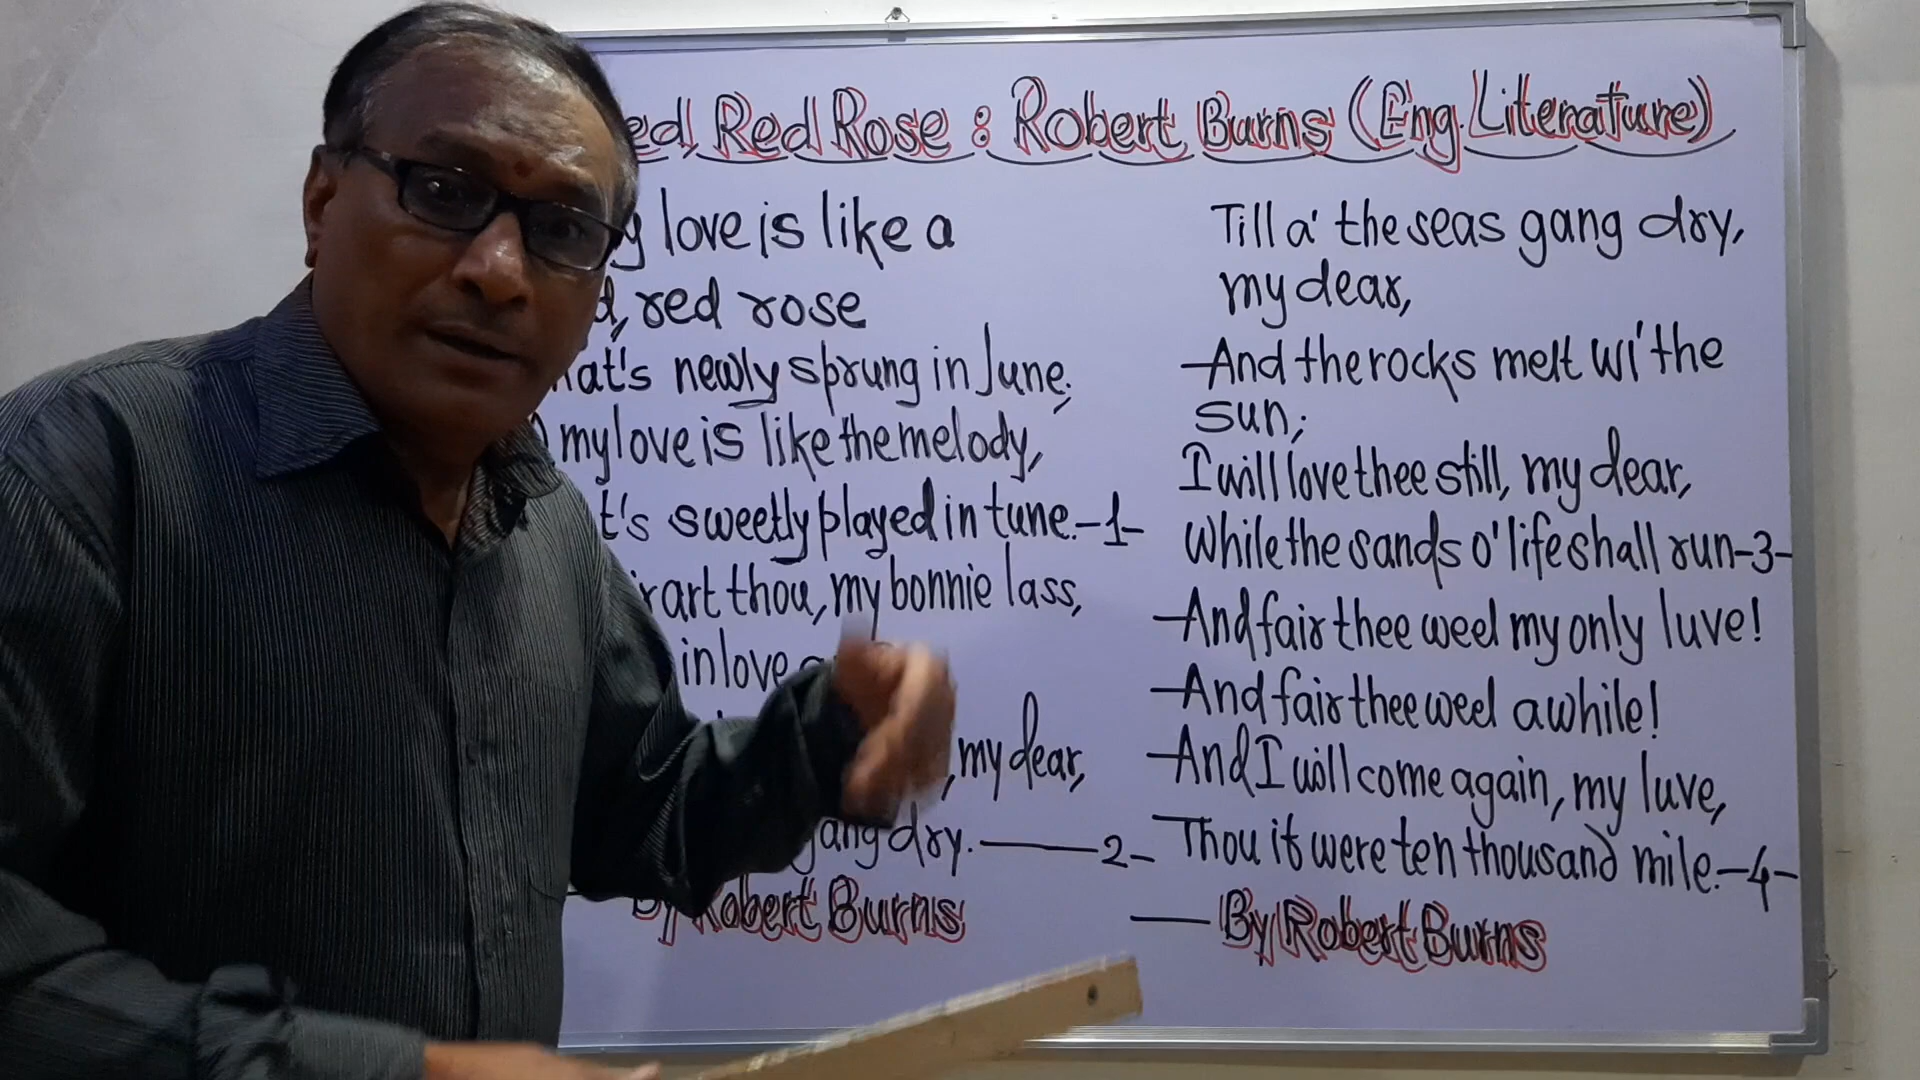 Red Rose : Robert Burns (Eng. Literature)
love is like a
red rose
newly sprung in June;
my love is like the melody,
sweetly played in tune.-1-
art thou, my bonnie lass,
in love
my dear,
gang dry.——2-
By Robert Burns
Till a' the seas gang dry,
my dear,
And the rocks melt wi' the
sun;
I will love thee still, my dear,
While the sands o' life shall run-3-
And fair thee weel my only luve!
And fair thee weel awhile!
And I will come again, my luve,
Thou it were ten thousand mile.-4-
—By Robert Burns